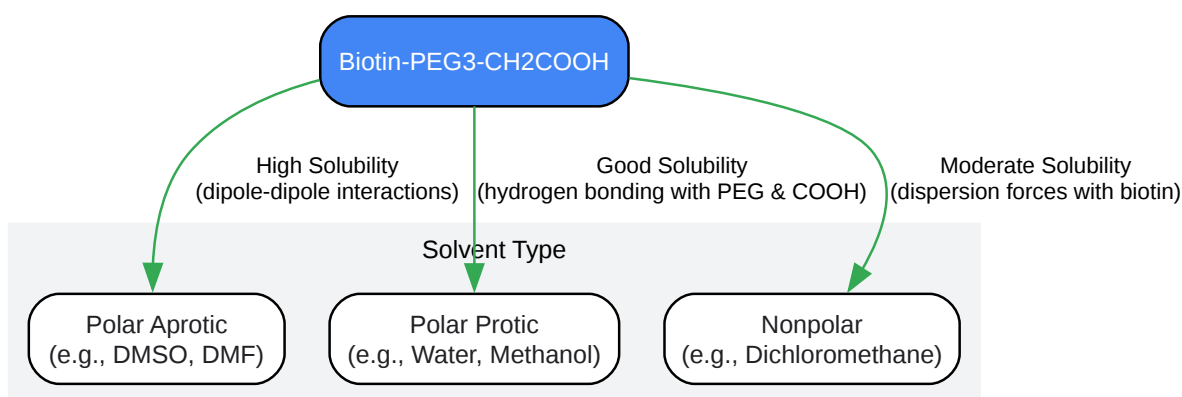 Biotin-PEG3-CH2COOH
High Solubility
(dipole-dipole interactions)
Good Solubility
(hydrogen bonding with PEG & COOH)
Moderate Solubility
(dispersion forces with biotin)
Solvent Type
Polar Aprotic
(e.g., DMSO, DMF)
Polar Protic
(e.g., Water, Methanol)
Nonpolar
(e.g., Dichloromethane)